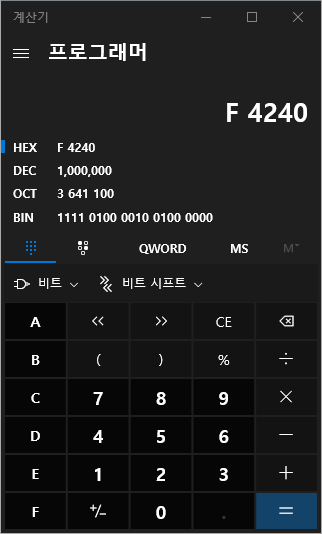 계산기
프로그래머
F 4240
HEX F 4240
DEC 1,000,000
OCT 3 641 100
BIN 1111 0100 0010 0100 0000
QWORD MS M˅
비트 비트 시프트
A << >> CE
B ( ) % ÷
C 7 8 9 ×
D 4 5 6 −
E 1 2 3 +
F +/− 0 . =